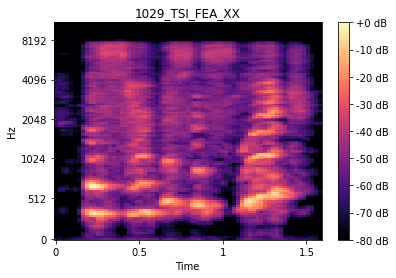 1029_TSI_FEA_XX
+0 dB
8192
-10 dB
4096
-20 dB
-30 dB
2048
Hz
-40 dB
1024
-50 dB
512
-60 dB
-70 dB
0
-80 dB
0
0.5
1
1.5
Time